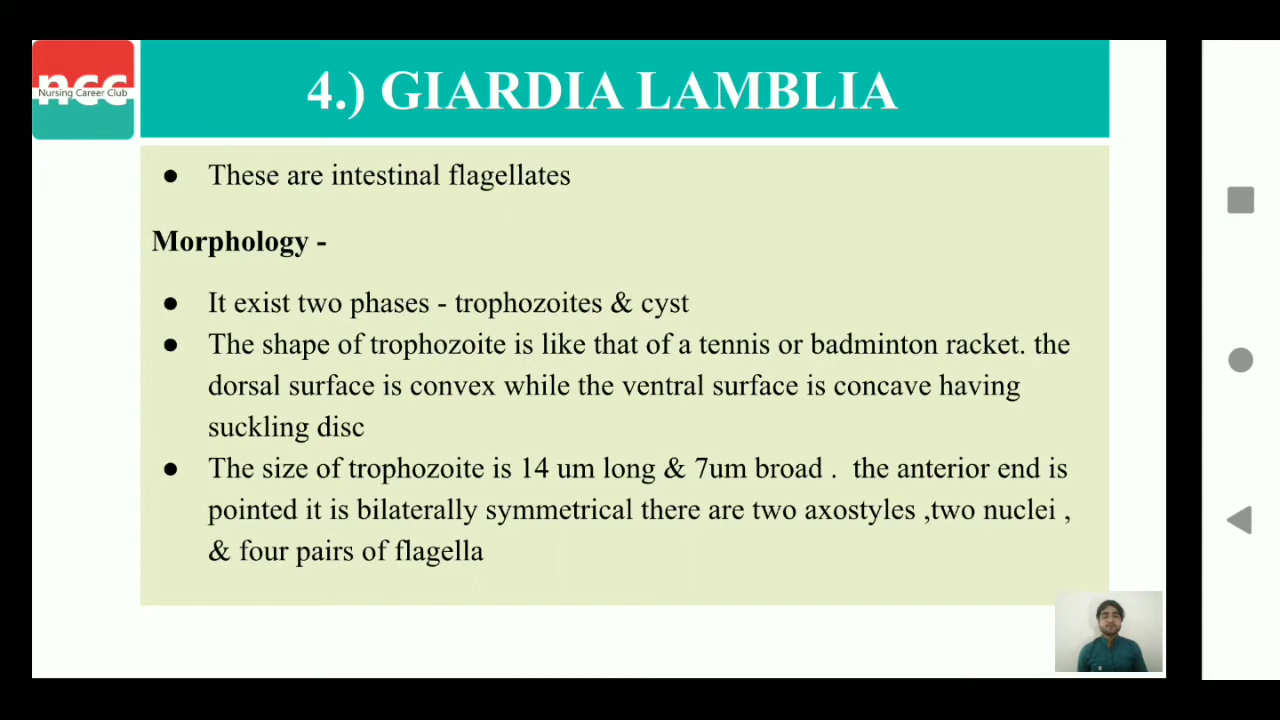 ncc
Nursing Career Club
4.) GIARDIA LAMBLIA
● These are intestinal flagellates
Morphology -
● It exist two phases - trophozoites & cyst
● The shape of trophozoite is like that of a tennis or badminton racket. the
dorsal surface is convex while the ventral surface is concave having
suckling disc
● The size of trophozoite is 14 um long & 7um broad . the anterior end is
pointed it is bilaterally symmetrical there are two axostyles ,two nuclei ,
& four pairs of flagella